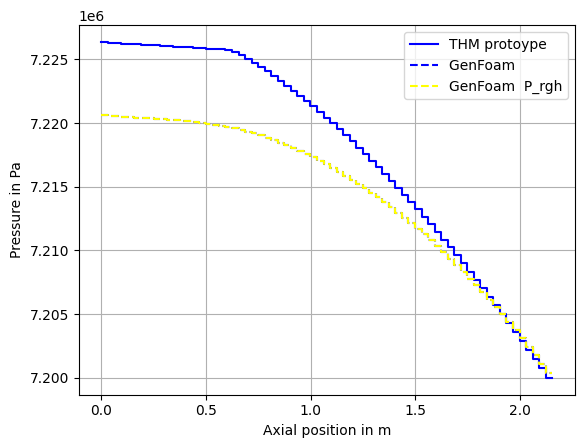 1e6
THM protoype
GenFoam
GenFoam P_rgh
7.225
7.220
7.215
7.210
7.205
7.200
Pressure in Pa
0.0 0.5 1.0 1.5 2.0
Axial position in m